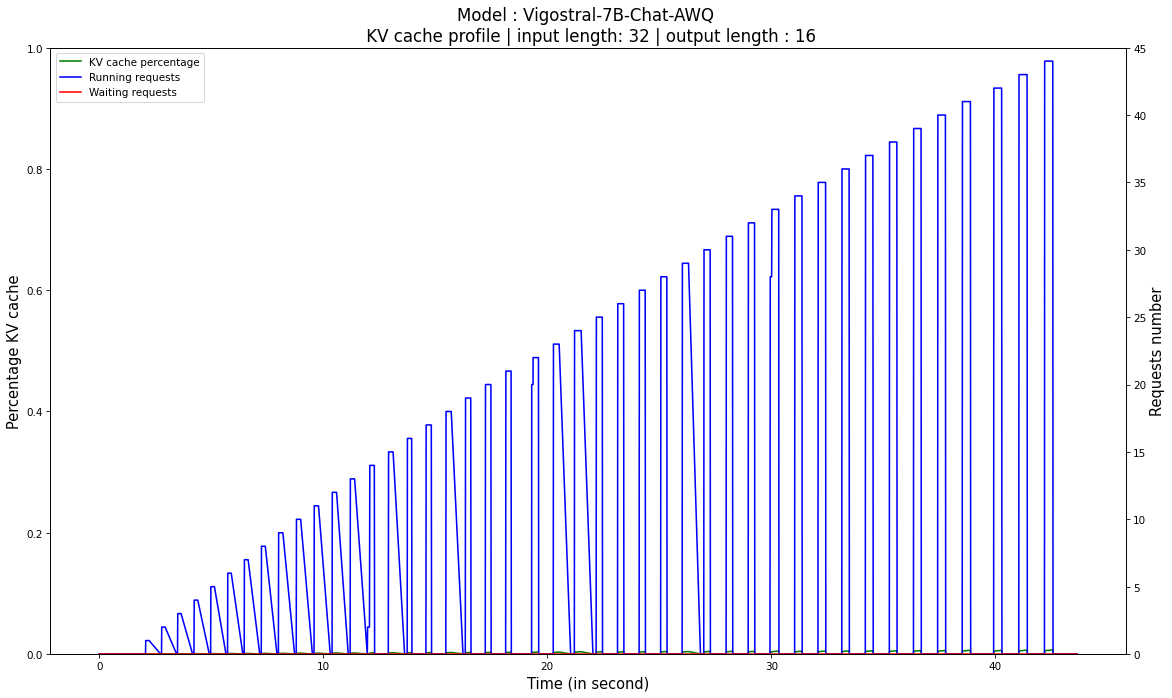 Model : Vigostral-7B-Chat-AWQ
KV cache profile | input length: 32 | output length : 16
KV cache percentage
Running requests
Waiting requests
Percentage KV cache
1.0
0.8
0.6
0.4
0.2
0.0
45
40
35
30
25
20
15
10
5
0
Requests number
0
10
20
30
40
Time (in second)